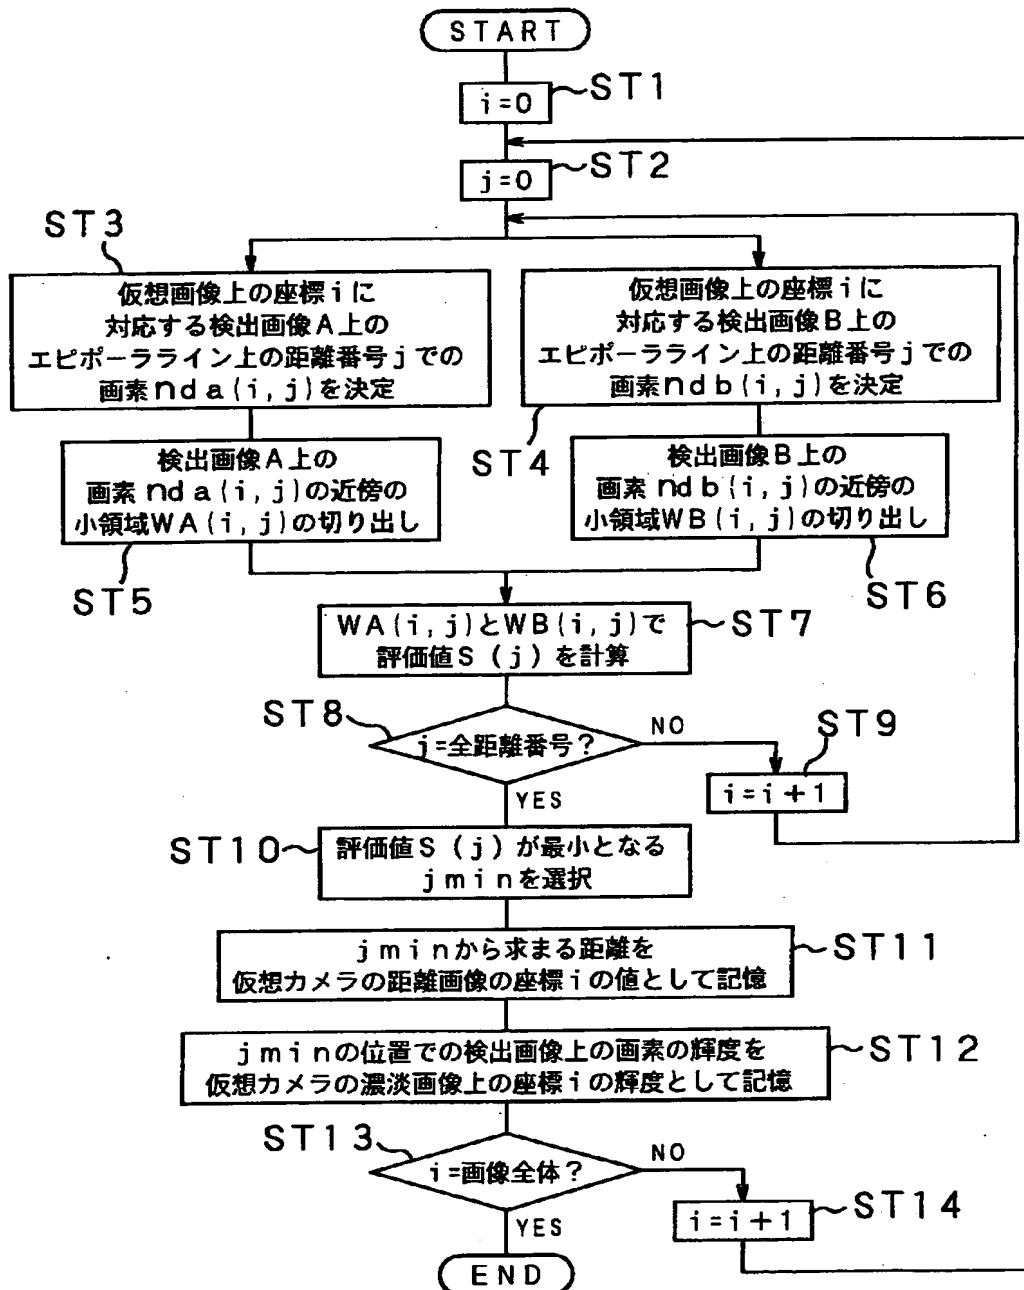 START
i=0
ST1
j=0
ST2
ST3
仮想画像上の座標iに
対応する検出画像A上の
エピポーラライン上の距離番号jでの
画素nda(i,j)を決定
仮想画像上の座標iに
対応する検出画像B上の
エピポーラライン上の距離番号jでの
画素ndb(i,j)を決定
ST4
検出画像A上の
画素nda(i,j)の近傍の
小領域WA(i,j)の切り出し
ST5
検出画像B上の
画素ndb(i,j)の近傍の
小領域WB(i,j)の切り出し
ST6
WA(i,j)とWB(i,j)で
評価値S(j)を計算
ST7
ST8
j=全距離番号?
NO
ST9
i=i+1
YES
ST10
評価値S(j)が最小となる
jminを選択
jminから求まる距離を
仮想カメラの距離画像の座標iの値として記憶
ST11
jminの位置での検出画像上の画素の輝度を
仮想カメラの濃淡画像上の座標iの輝度として記憶
ST12
ST13
i=画像全体?
NO
i=i+1
ST14
YES
END